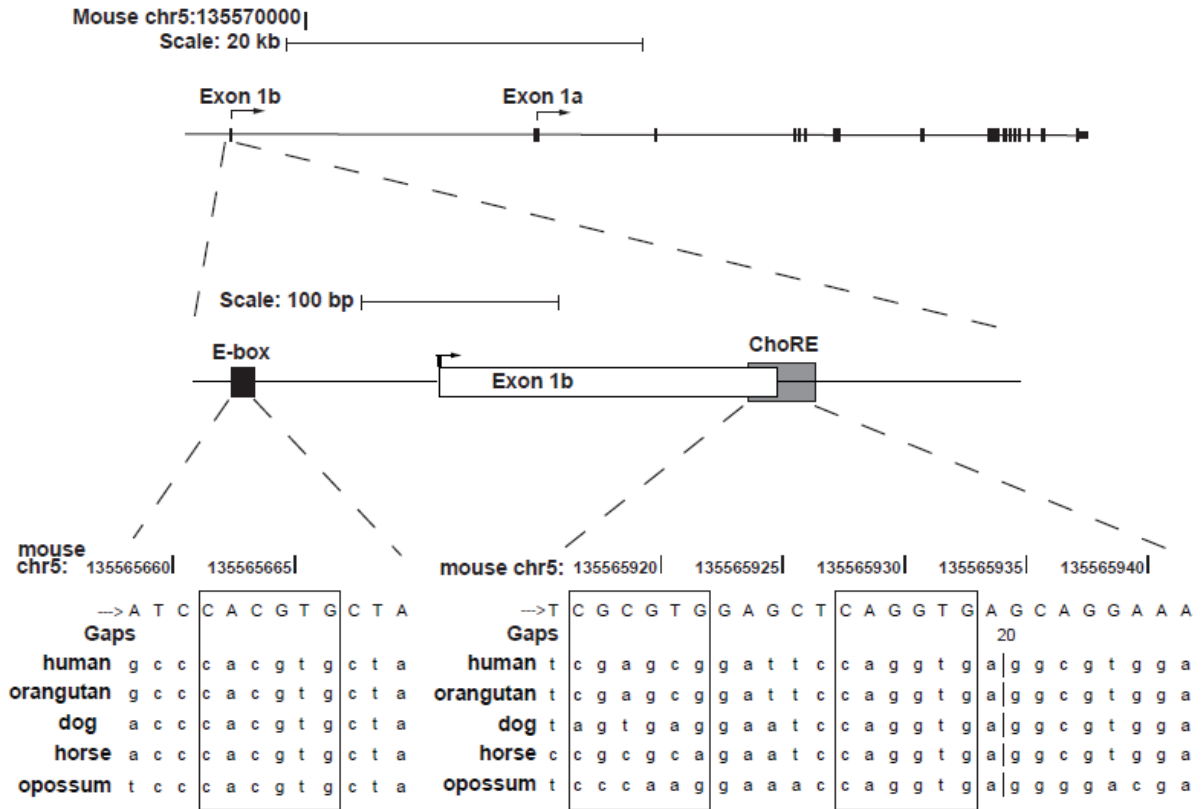 Mouse chr5:135570000
Scale: 20 kb
Exon 1b Exon 1a
Scale: 100 bp
E-box ChoRE
Exon 1b
mouse
chr5: 135565660 135565665 mouse chr5: 135565920 135565925 135565930 135565935 135565940
--->A T C C A C G T G C T A --->T C G C G T G G A G C T C A G G T G A G C A G G A A A
Gaps Gaps 20
human g c c c a c g t g c t a human t c g a g c g g a t t c c a g g t g a g g c g t g g a
orangutan g c c c a c g t g c t a orangutan t c g a g c g g a t t c c a g g t g a g g c g t g g a
dog a c c c a c g t g c t a dog t a g t g a g g a a t c c a g g t g a g g c g t g g a
horse a c c c a c g t g c t a horse c c g c g c a g a a t c c a g g t g a g g c g t g g a
opossum t c c c a c g t g c t a opossum t c c c a a g g a a a c c a g g t g a g g g g a c g a